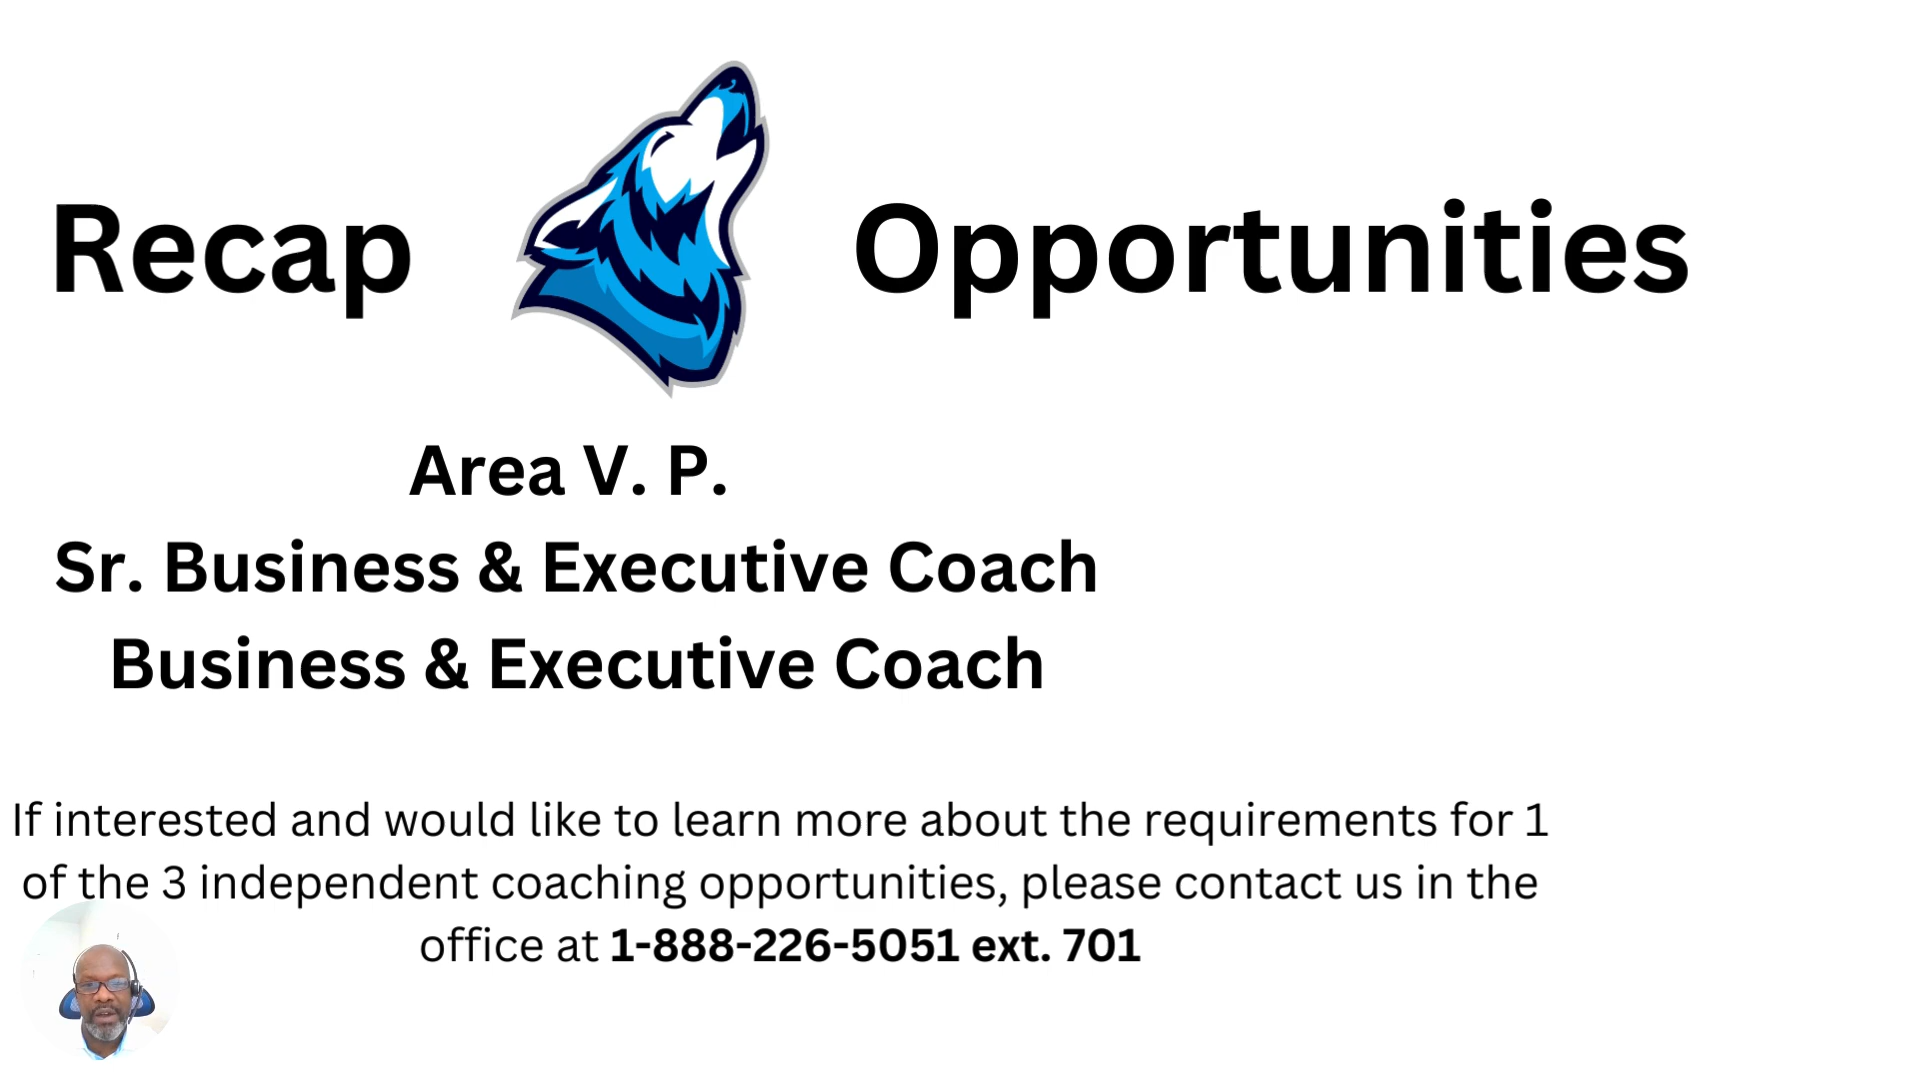 Recap Opportunities
Area V. P.
Sr. Business & Executive Coach
Business & Executive Coach
If interested and would like to learn more about the requirements for 1
of the 3 independent coaching opportunities, please contact us in the
office at 1-888-226-5051 ext. 701